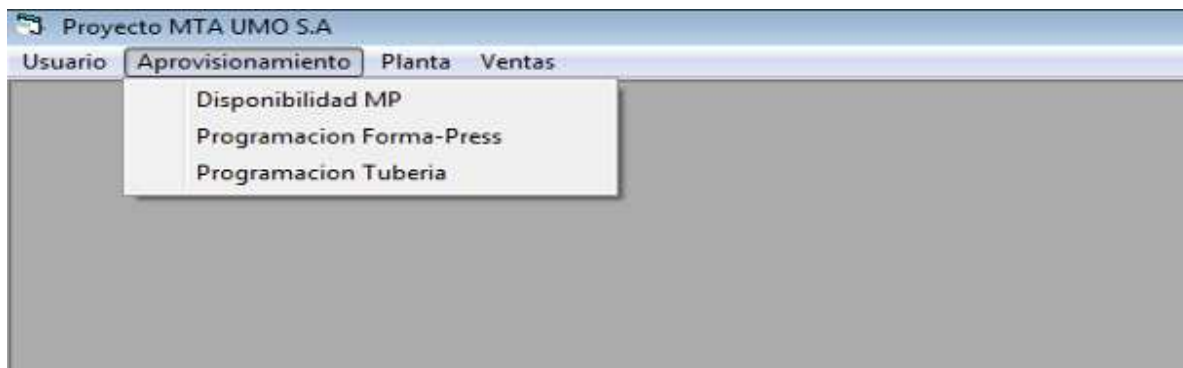 Proyecto MTA UMO S.A
Usuario Aprovisionamiento Planta Ventas
Disponibilidad MP
Programacion Forma-Press
Programacion Tuberia